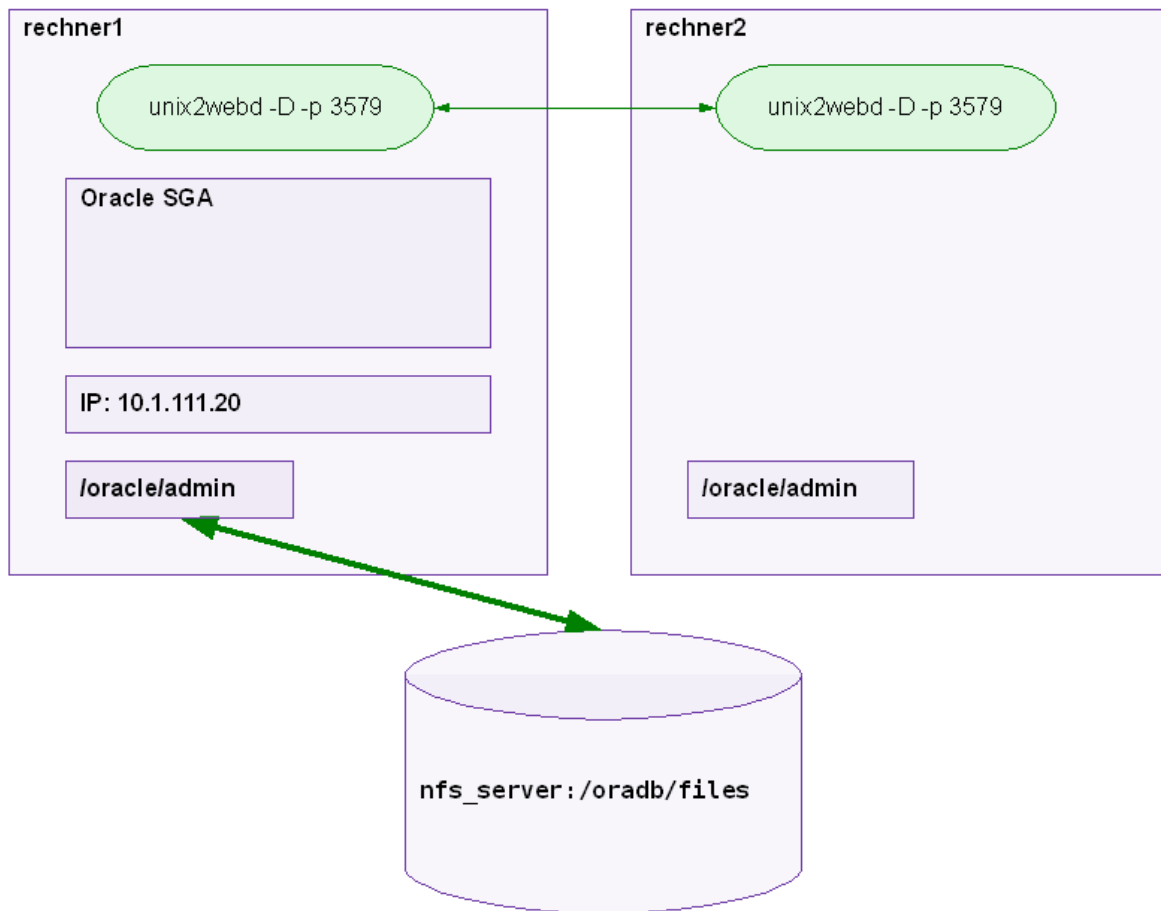 rechner1
rechner2
unix2webd -D -p 3579
unix2webd -D -p 3579
Oracle SGA
IP: 10.1.111.20
/oracle/admin
/oracle/admin
nfs_server:/oradb/files